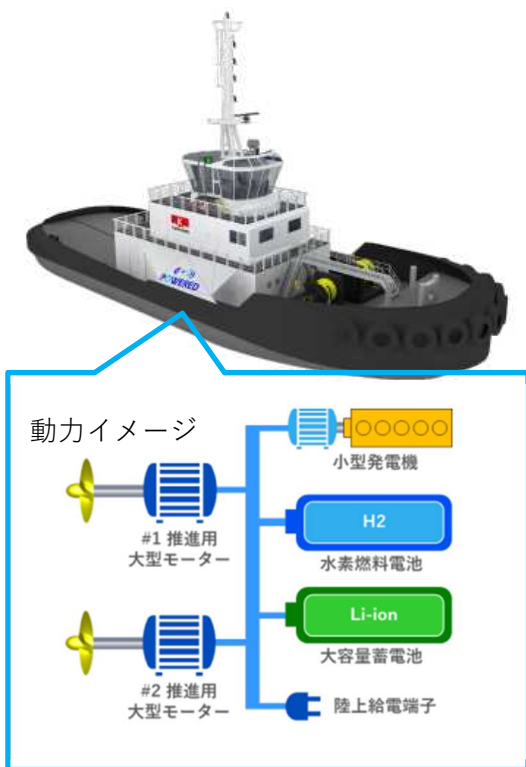 POWERED
動力イメージ
小型発電機
#1 推進用
大型モーター
H2
水素燃料電池
Li-ion
大容量蓄電池
#2 推進用
大型モーター
陸上給電端子